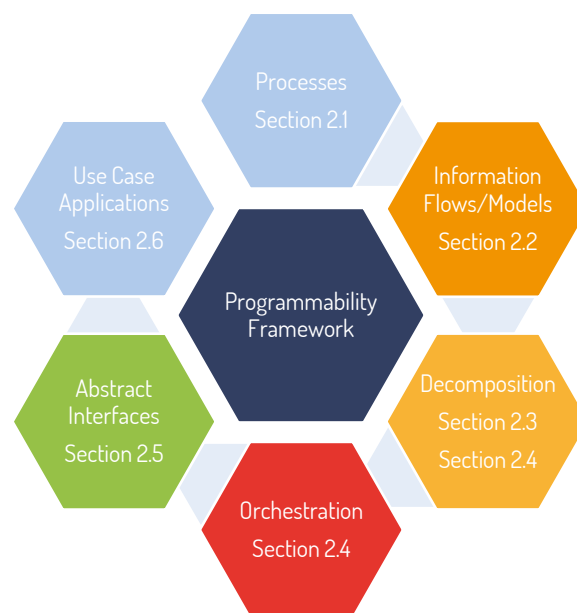 Processes
Section 2.1
Information
Flows/Models
Section 2.2
Use Case
Applications
Section 2.6
Programmability
Framework
Decomposition
Section 2.3
Section 2.4
Abstract
Interfaces
Section 2.5
Orchestration
Section 2.4